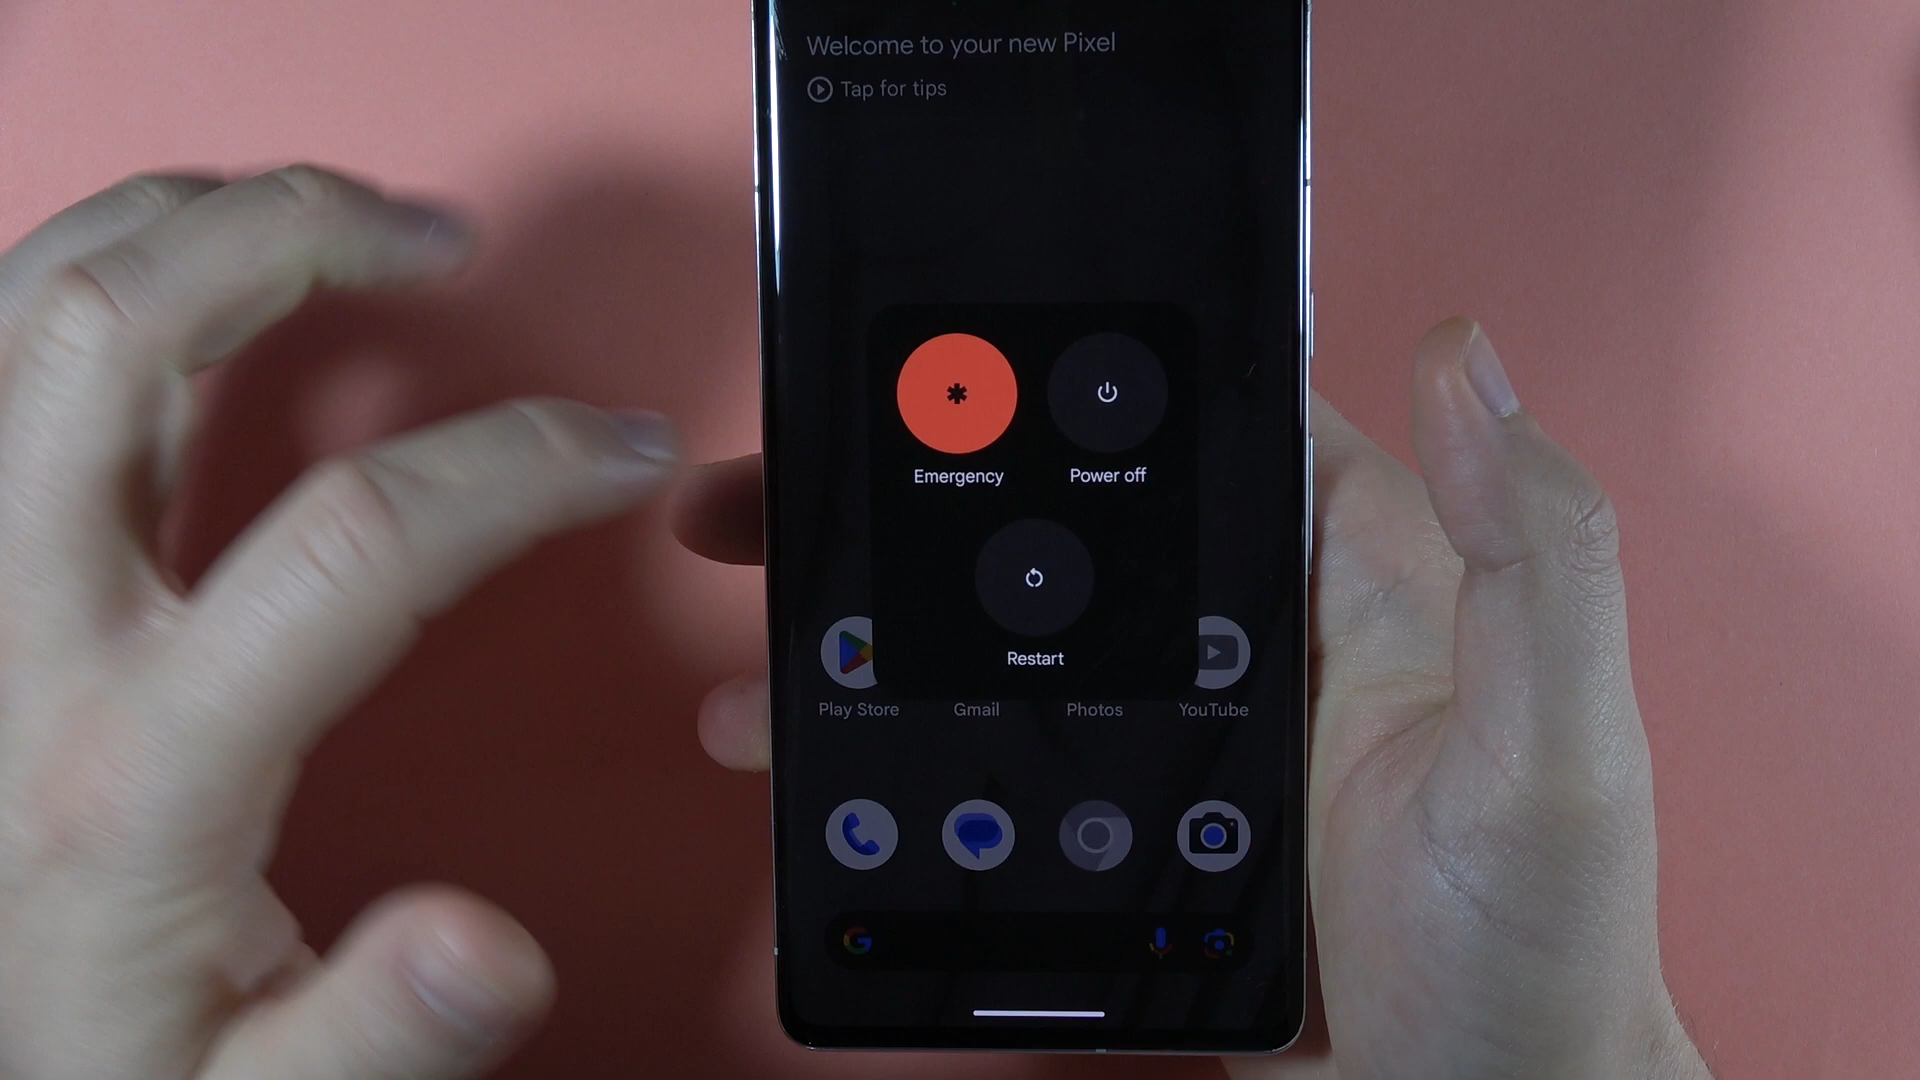 Welcome to your new Pixel
Tap for tips
Emergency
Power off
Restart
Play Store
Gmail
Photos
YouTube